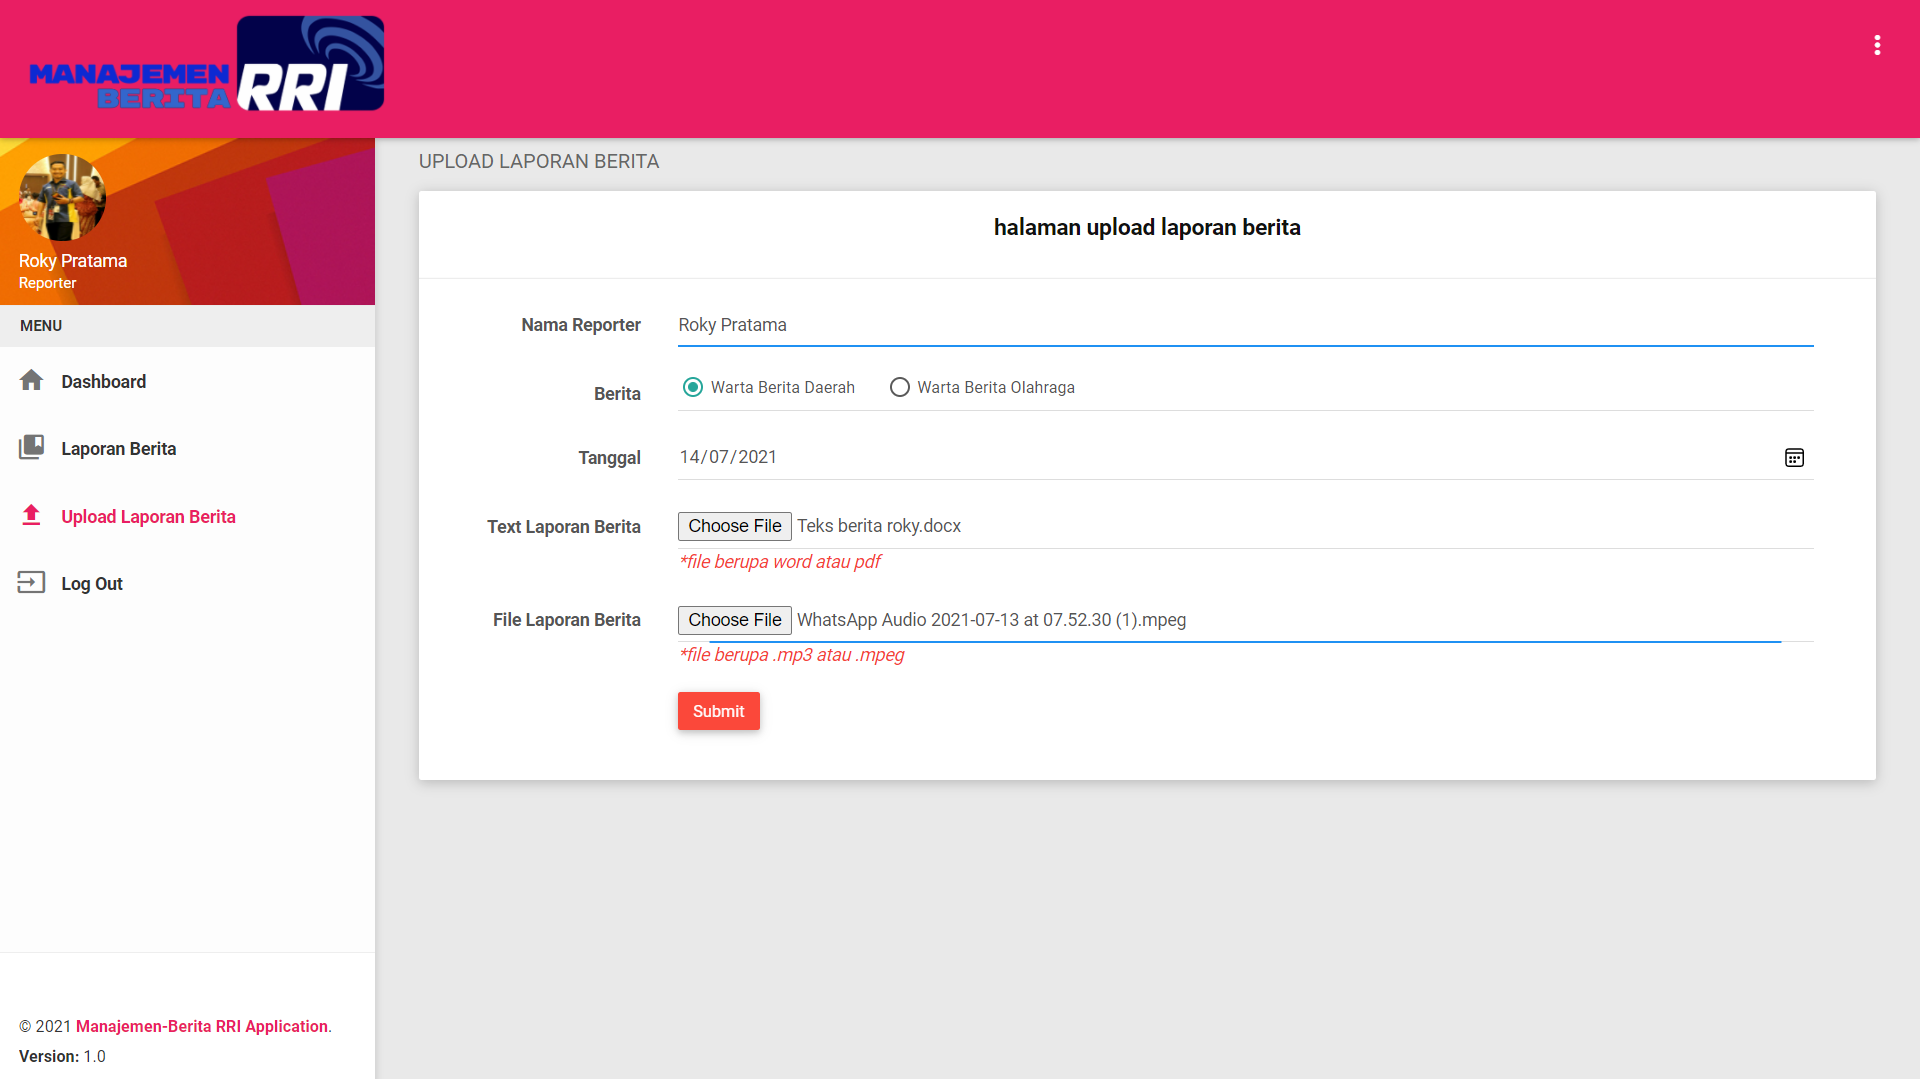 MANAJEMEN
BERITA
RRI
Roky Pratama
Reporter
MENU
Dashboard
Laporan Berita
Upload Laporan Berita
Log Out
© 2021 Manajemen-Berita RRI Application.
Version: 1.0
UPLOAD LAPORAN BERITA
halaman upload laporan berita
Nama Reporter Roky Pratama
Berita Warta Berita Daerah Warta Berita Olahraga
Tanggal 14/07/2021
Text Laporan Berita Choose File Teks berita roky.docx
*file berupa word atau pdf
File Laporan Berita Choose File WhatsApp Audio 2021-07-13 at 07.52.30 (1).mpeg
*file berupa .mp3 atau .mpeg
Submit